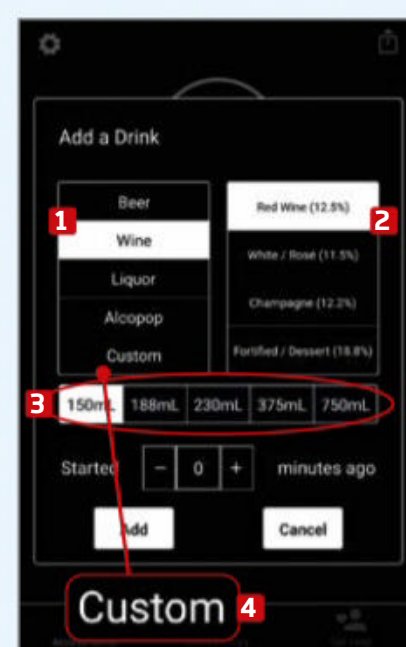 Add a Drink
Beer
Wine
Liquor
Alcopop
Custom
1
Red Wine (12.5%)
White / Rosé (11.5%)
Champagne (12.2%)
Fortified / Dessert (18.8%)
2
3
150mL 188mL 230mL 375mL 750mL
Started - 0 + minutes ago
Add Cancel
Custom 4